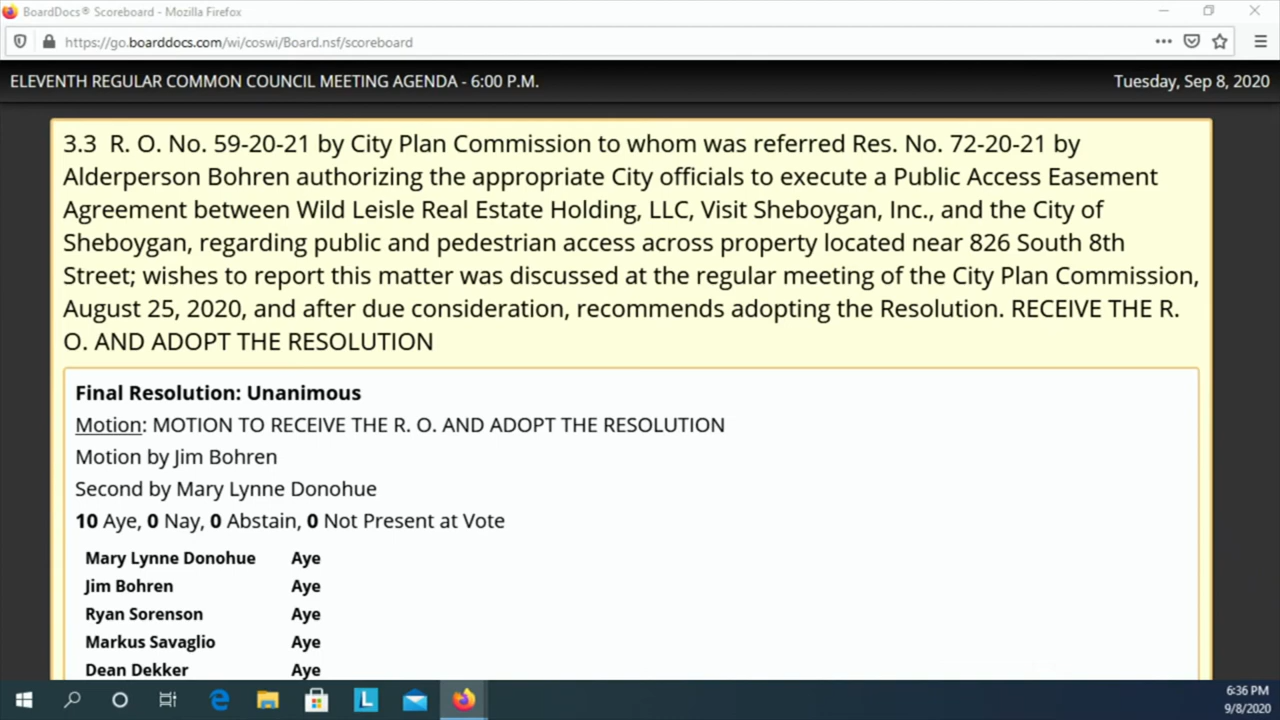 BoardDocs® Scoreboard - Mozilla Firefox
https://go.boarddocs.com/wi/coswi/Board.nsf/scoreboard
ELEVENTH REGULAR COMMON COUNCIL MEETING AGENDA - 6:00 P.M. Tuesday, Sep 8, 2020
3.3 R. O. No. 59-20-21 by City Plan Commission to whom was referred Res. No. 72-20-21 by
Alderperson Bohren authorizing the appropriate City officials to execute a Public Access Easement
Agreement between Wild Leisle Real Estate Holding, LLC, Visit Sheboygan, Inc., and the City of
Sheboygan, regarding public and pedestrian access across property located near 826 South 8th
Street; wishes to report this matter was discussed at the regular meeting of the City Plan Commission,
August 25, 2020, and after due consideration, recommends adopting the Resolution. RECEIVE THE R.
O. AND ADOPT THE RESOLUTION
Final Resolution: Unanimous
Motion: MOTION TO RECEIVE THE R. O. AND ADOPT THE RESOLUTION
Motion by Jim Bohren
Second by Mary Lynne Donohue
10 Aye, 0 Nay, 0 Abstain, 0 Not Present at Vote
Mary Lynne Donohue Aye
Jim Bohren Aye
Ryan Sorenson Aye
Markus Savaglio Aye
Dean Dekker Aye
L
6:36 PM
9/8/2020